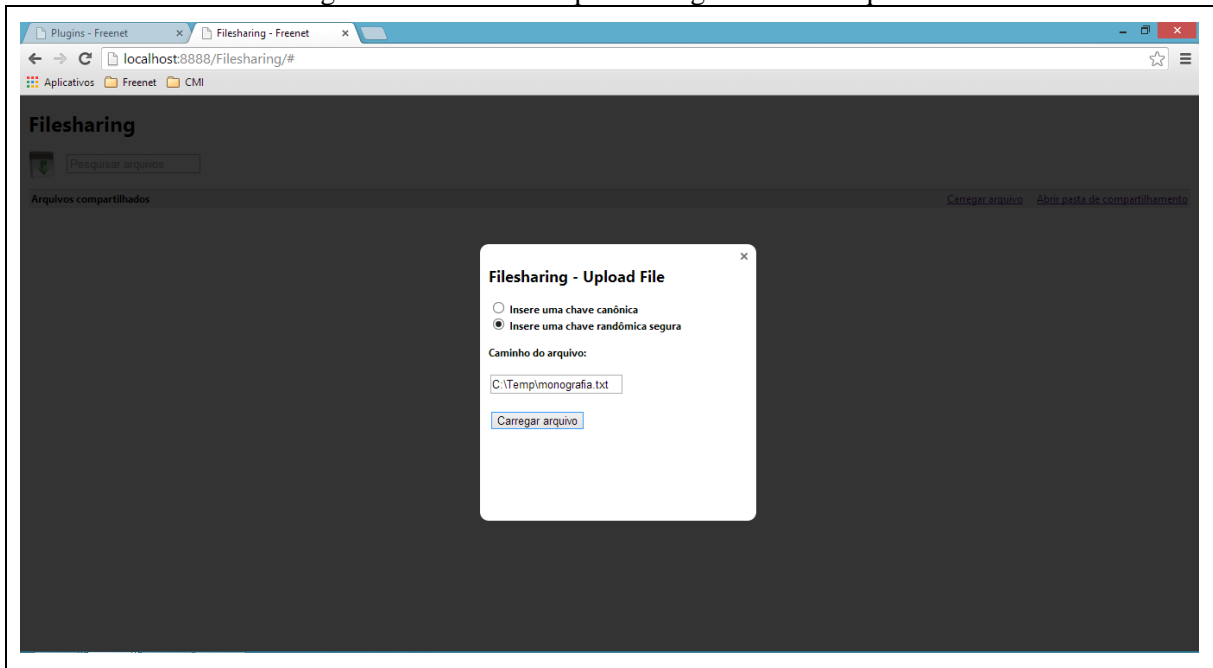 Plugins - Freenet
Filesharing - Freenet
localhost:8888/Filesharing/#
Aplicativos Freenet CMI
Filesharing
Pesquisar arquivos
Arquivos compartilhados Carregar arquivo Abrir pasta de compartilhamento
Filesharing - Upload File
Insere uma chave canônica
Insere uma chave randômica segura
Caminho do arquivo:
C:\Temp\monografia.txt
Carregar arquivo